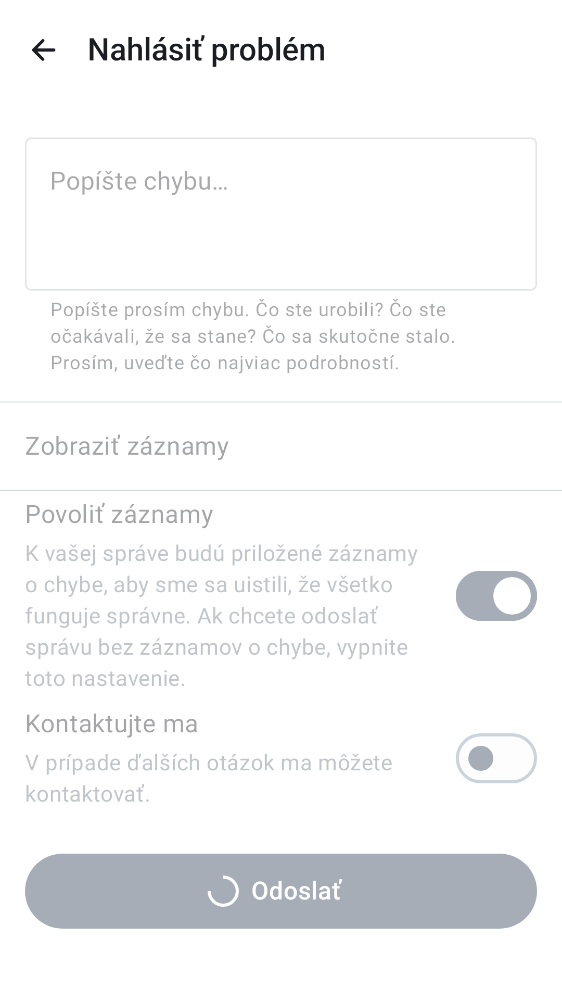 Nahlásiť problém
Popíšte chybu...
Popíšte prosím chybu. Čo ste urobili? Čo ste
očakávali, že sa stane? Čo sa skutočne stalo.
Prosím, uveďte čo najviac podrobností.
Zobraziť záznamy
Povoliť záznamy
K vašej správe budú priložené záznamy
o chybe, aby sme sa uistili, že všetko
funguje správne. Ak chcete odoslať
správu bez záznamov o chybe, vypnite
toto nastavenie.
Kontaktujte ma
V prípade ďalších otázok ma môžete
kontaktovať.
Odoslať